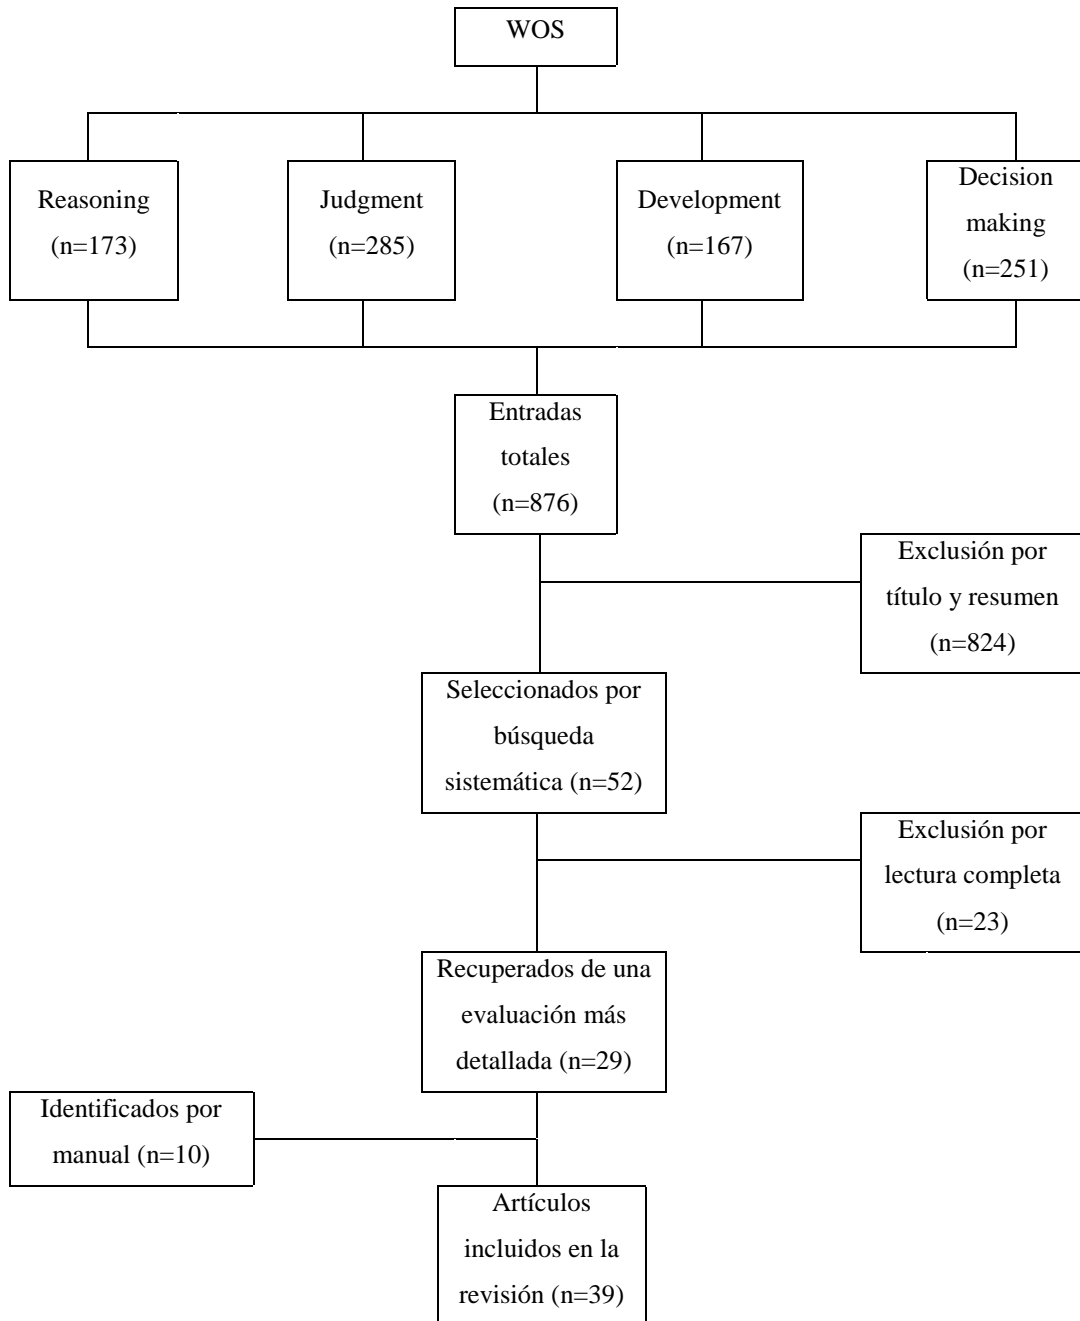 WOS
Reasoning
(n=173)
Judgment
(n=285)
Development
(n=167)
Decision
making
(n=251)
Entradas
totales
(n=876)
Exclusión por
título y resumen
(n=824)
Seleccionados por
búsqueda
sistemática (n=52)
Exclusión por
lectura completa
(n=23)
Recuperados de una
evaluación más
detallada (n=29)
Identificados por
manual (n=10)
Artículos
incluidos en la
revisión (n=39)